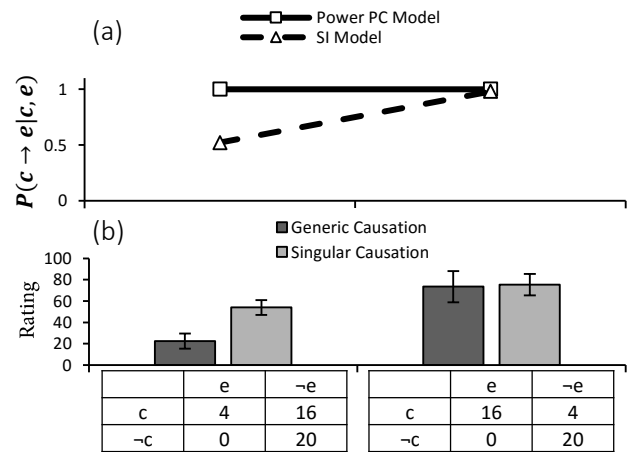 (a)
Power PC Model
SI Model
P(c → e|c, e)
1
0.5
0
(b)
Generic Causation
Singular Causation
Rating
100
80
60
40
20
0
e ¬e
c 4 16
¬c 0 20
e ¬e
c 16 4
¬c 0 20